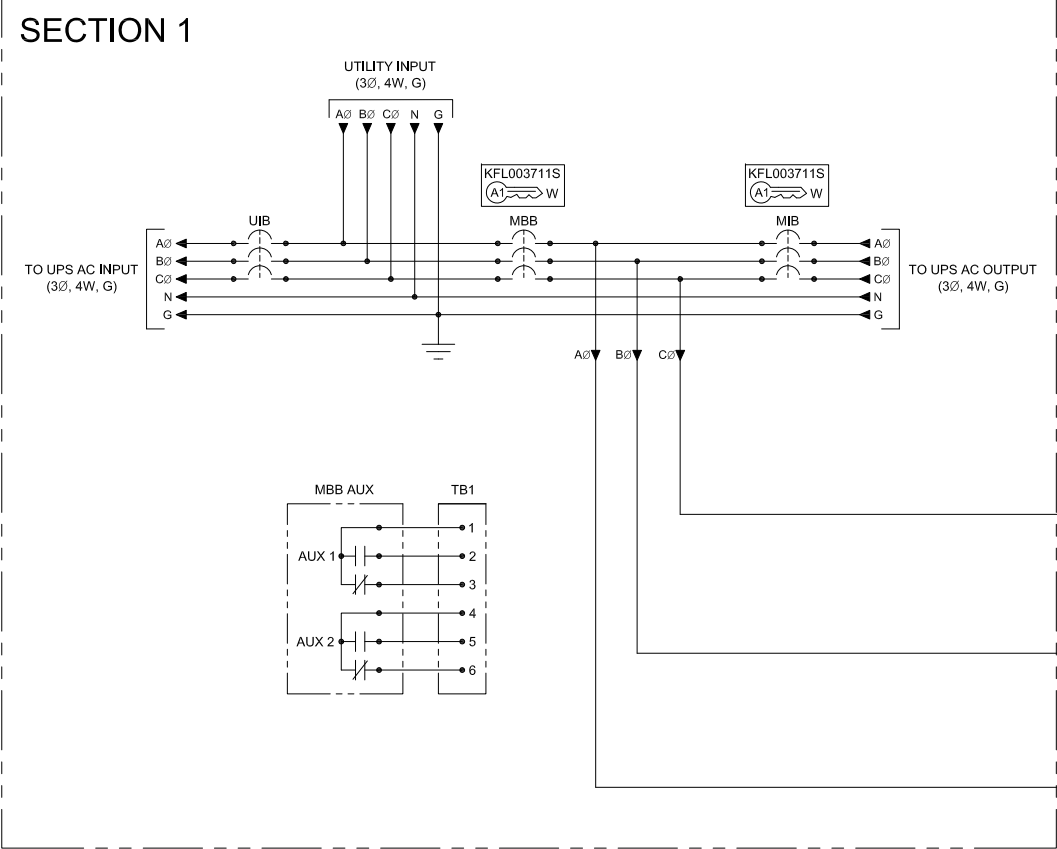 SECTION 1
UTILITY INPUT
(3Ø, 4W, G)
AØ BØ CØ N G
KFL003711S
A1 W
KFL003711S
A1 W
UIB
MBB
MIB
TO UPS AC INPUT
(3Ø, 4W, G)
AØ
BØ
CØ
N
G
AØ
BØ
CØ
N
G
TO UPS AC OUTPUT
(3Ø, 4W, G)
AØ BØ CØ
MBB AUX
TB1
AUX 1
1
2
3
AUX 2
4
5
6